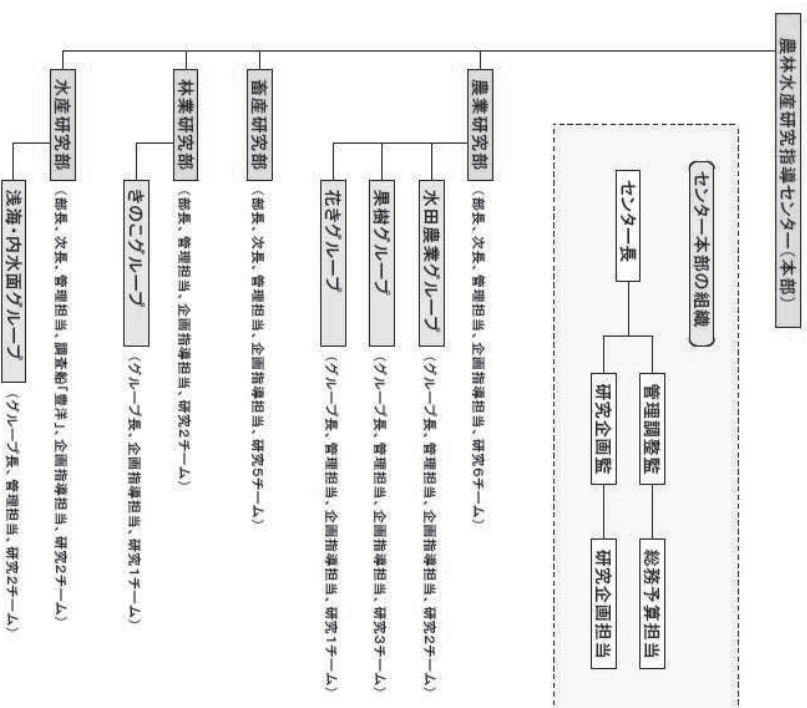 農林水産研究指導センター(本部)
センター本部の組織
センター長
管理調整監
総務予算担当
研究企画監
研究企画担当
農業研究部
(部長、次長、管理担当、企画指導担当、研究6チーム)
水田農業グループ
(グループ長、管理担当、企画指導担当、研究2チーム)
果樹グループ
(グループ長、管理担当、企画指導担当、研究3チーム)
花きグループ
(グループ長、管理担当、企画指導担当、研究1チーム)
畜産研究部
(部長、次長、管理担当、企画指導担当、研究5チーム)
林業研究部
(部長、管理担当、企画指導担当、研究2チーム)
きのこグループ
(グループ長、企画指導担当、研究1チーム)
水産研究部
(部長、次長、管理担当、調査船「豊洋」、企画指導担当、研究2チーム)
浅海・内水面グループ
(グループ長、管理担当、研究2チーム)